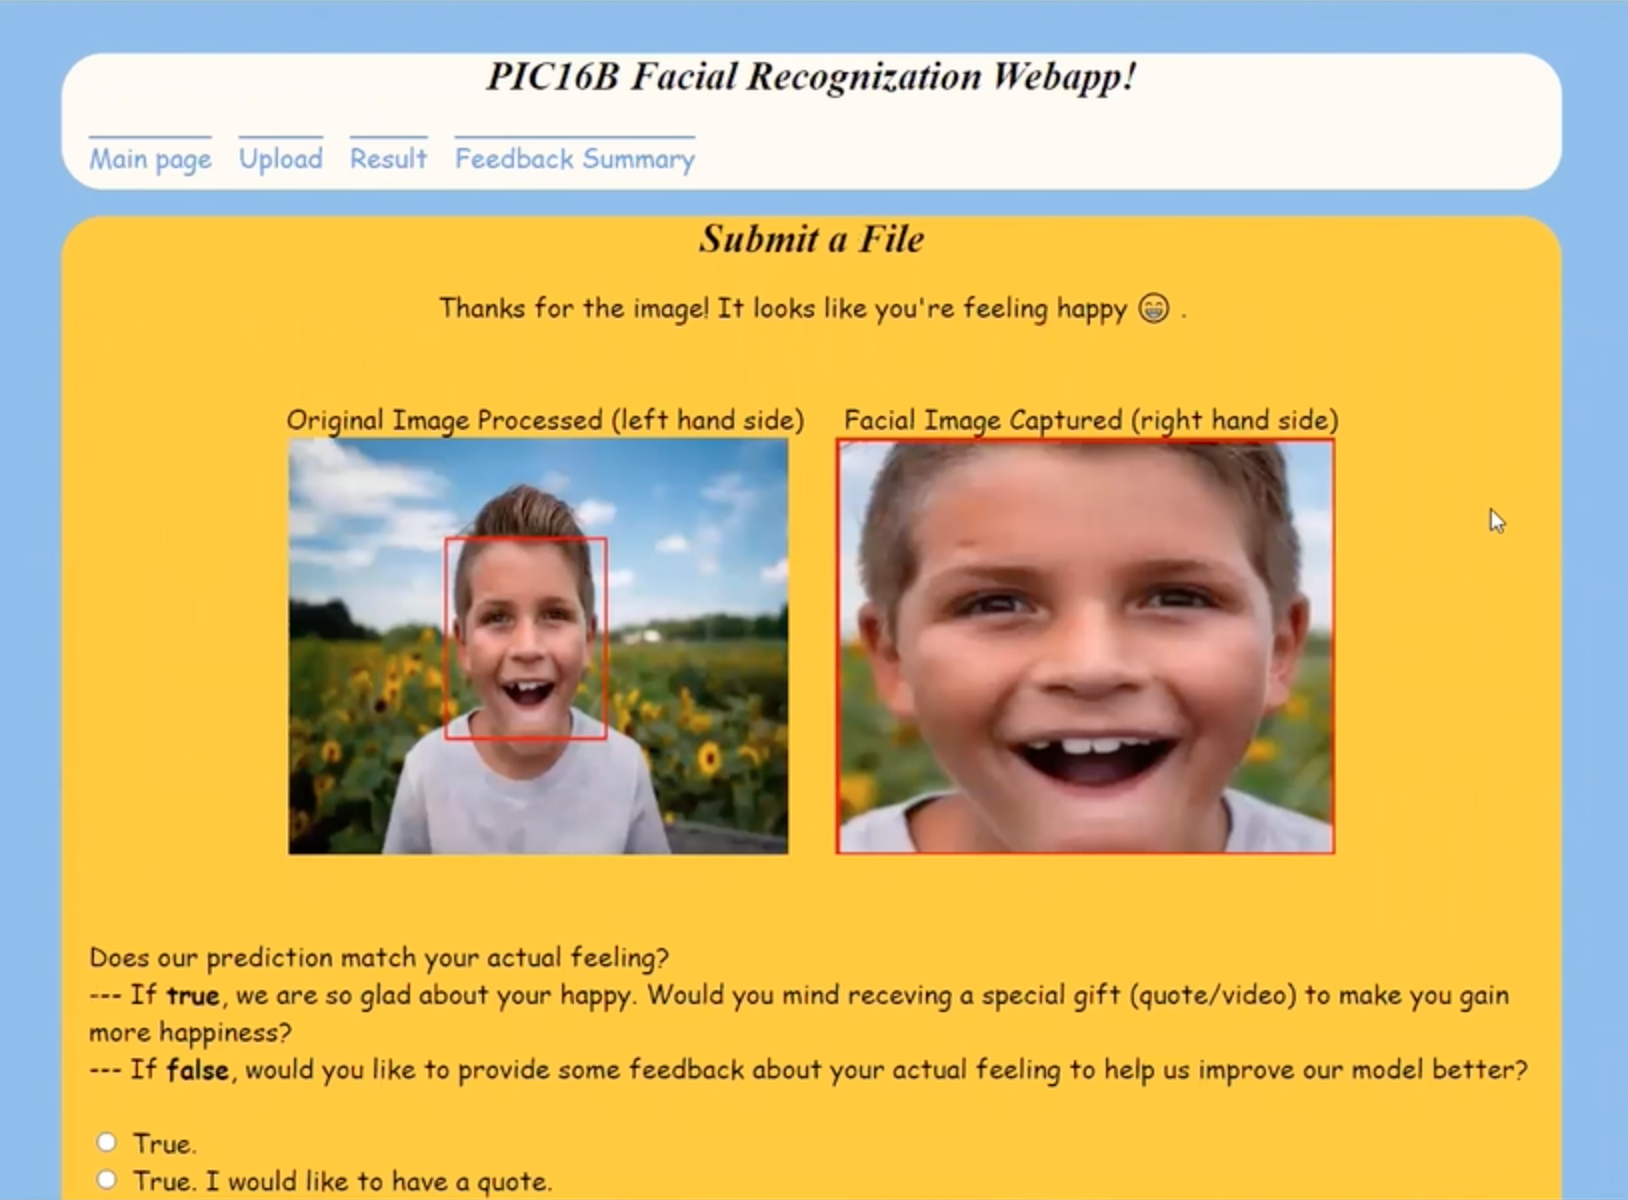 PIC16B Facial Recognization Webapp!
Main page Upload Result Feedback Summary
Submit a File
Thanks for the image! It looks like you're feeling happy 😁 .
Original Image Processed (left hand side) Facial Image Captured (right hand side)
Does our prediction match your actual feeling?
--- If true, we are so glad about your happy. Would you mind receving a special gift (quote/video) to make you gain
more happiness?
--- If false, would you like to provide some feedback about your actual feeling to help us improve our model better?
True.
True. I would like to have a quote.